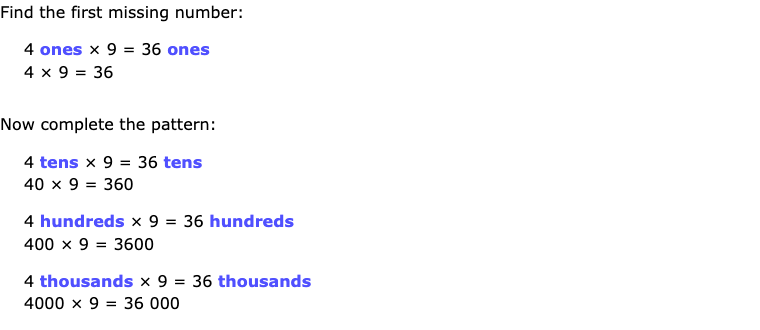 Find the first missing number:
4 ones × 9 = 36 ones
4 × 9 = 36
Now complete the pattern:
4 tens × 9 = 36 tens
40 × 9 = 360
4 hundreds × 9 = 36 hundreds
400 × 9 = 3600
4 thousands × 9 = 36 thousands
4000 × 9 = 36 000